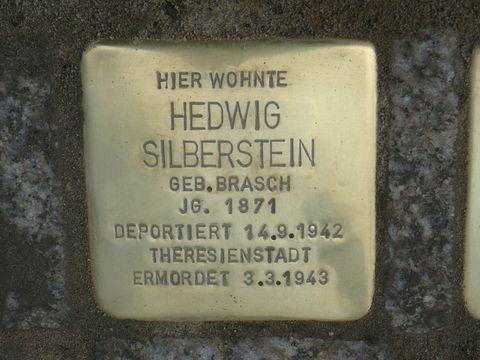 HIER WOHNTE
HEDWIG
SILBERSTEIN
GEB. BRASCH
JG. 1871
DEPORTIERT 14.9.1942
THERESIENSTADT
ERMORDET 3.3.1943